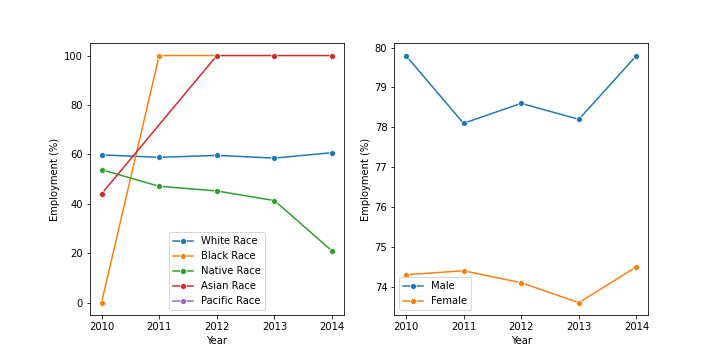 100
80
60
40
20
0
Employment (%)
2010
2011
2012
2013
2014
Year
White Race
Black Race
Native Race
Asian Race
Pacific Race
80
79
78
77
76
75
74
Employment (%)
2010
2011
2012
2013
2014
Year
Male
Female